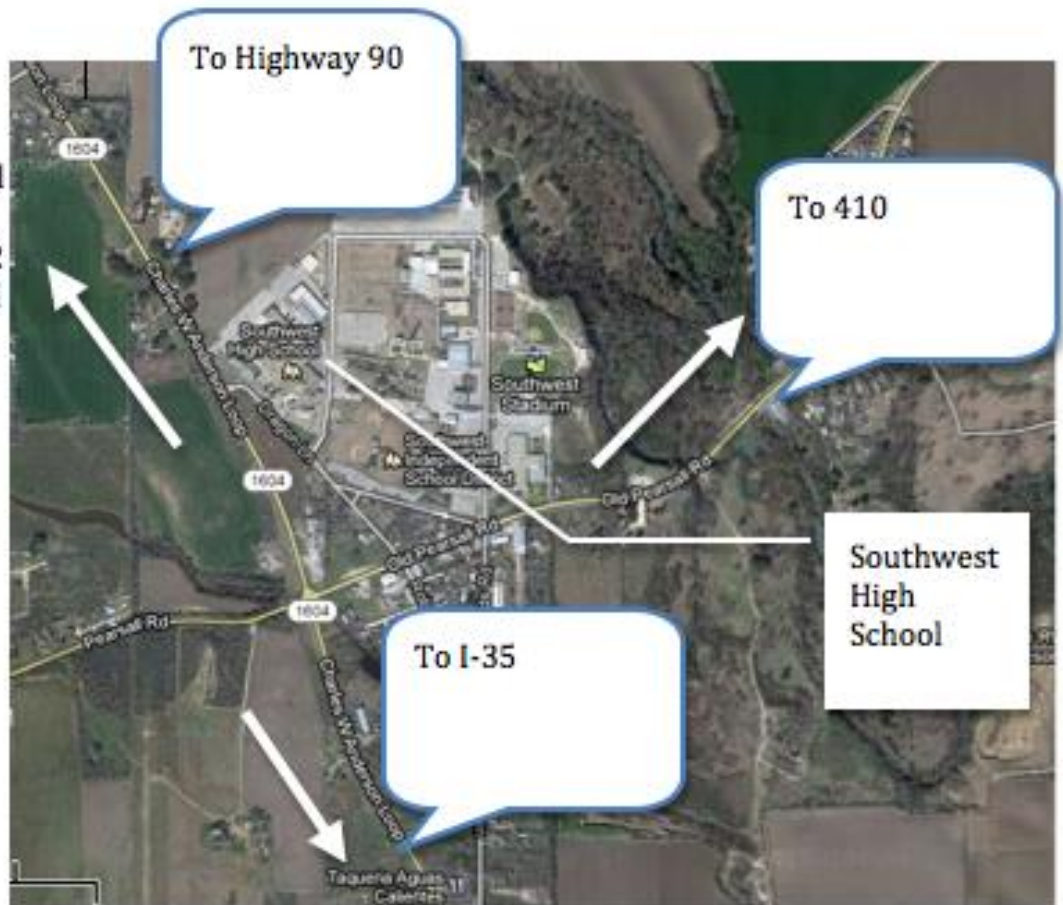 To Highway 90
1604
To 410
Charles W Anderson Loop
Southwest
High School
Southwest
Stadium
Dragon Ln
Southwest
Independent
School District
1604
Old Pearsall Rd
Old Pearsall Rd
Southwest
High
School
1604
Pearsall Rd
To I-35
Charles W Anderson Loop
Taqueria Aguas
Calientes